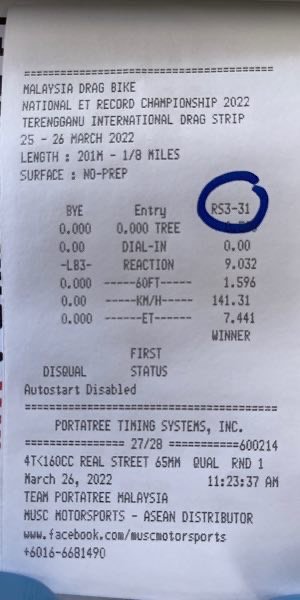 ===========================================
MALAYSIA DRAG BIKE
NATIONAL ET RECORD CHAMPIONSHIP 2022
TERENGGANU INTERNATIONAL DRAG STRIP
25 - 26 MARCH 2022
LENGTH : 201M - 1/8 MILES
SURFACE : NO-PREP
BYE Entry RS3-31
0.000 0.000 TREE
0.00 DIAL-IN 0.00
-LB3- REACTION 9.032
0.000 -----60FT----- 1.596
0.00 ------KM/H----- 141.31
0.000 -------ET------ 7.441
WINNER
FIRST
DISQUAL STATUS
Autostart Disabled
===========================================
PORTATREE TIMING SYSTEMS, INC.
================ 27/28 ===========600214
4T<160CC REAL STREET 65MM QUAL RND 1
March 26, 2022 11:23:37 AM
TEAM PORTATREE MALAYSIA
MUSC MOTORSPORTS - ASEAN DISTRIBUTOR
www.facebook.com/muscmotorsports
+6016-6681490